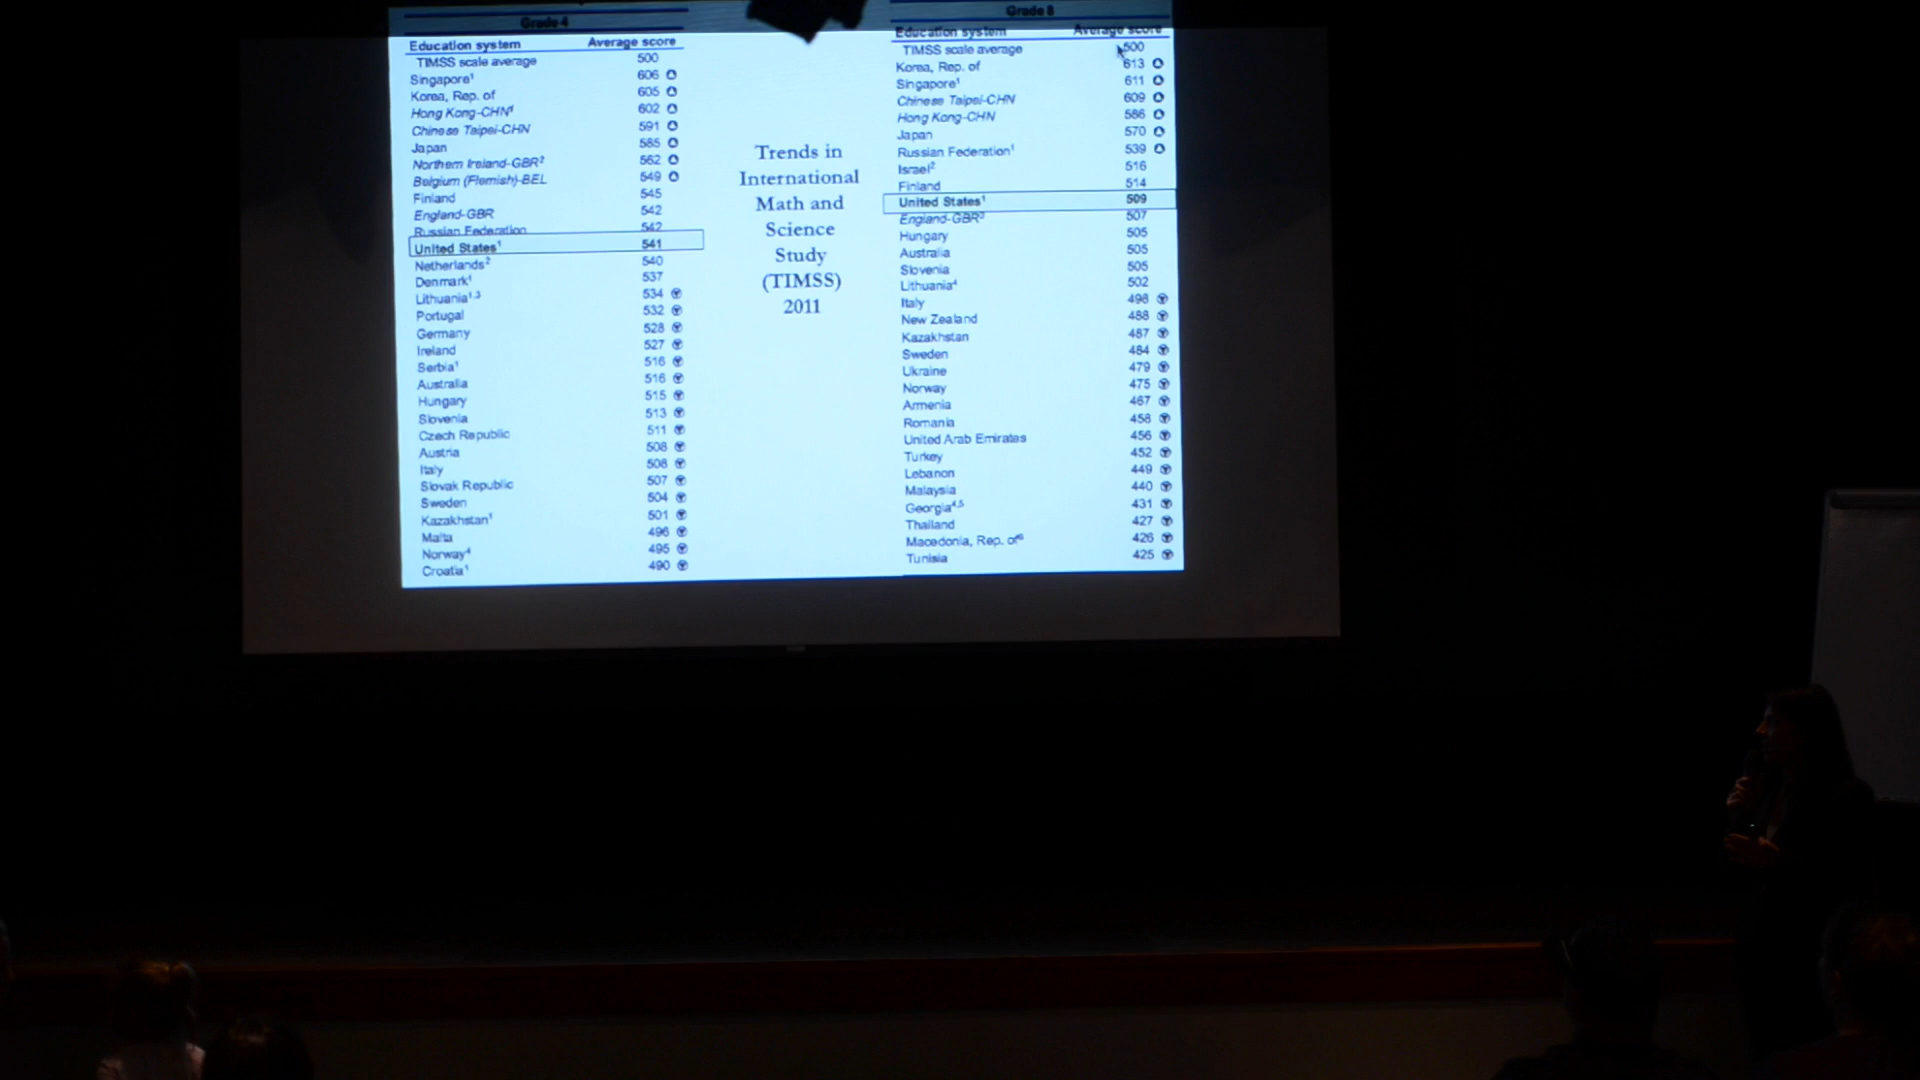 Grade 4
Education system Average score
TIMSS scale average 500
Singapore¹ 606
Korea, Rep. of 605
Hong Kong-CHN¹ 602
Chinese Taipei-CHN 591
Japan 585
Northern Ireland-GBR² 562
Belgium (Flemish)-BEL 549
Finland 545
England-GBR 542
Russian Federation 542
United States¹ 541
Netherlands² 540
Denmark¹ 537
Lithuania¹,³ 534
Portugal 532
Germany 528
Ireland 527
Serbia¹ 516
Australia 516
Hungary 515
Slovenia 513
Czech Republic 511
Austria 508
Italy 508
Slovak Republic 507
Sweden 504
Kazakhstan¹ 501
Malta 496
Norway⁴ 495
Croatia¹ 490
Trends in
International
Math and
Science
Study
(TIMSS)
2011
Grade 8
Education system Average score
TIMSS scale average 500
Korea, Rep. of 613
Singapore¹ 611
Chinese Taipei-CHN 609
Hong Kong-CHN 586
Japan 570
Russian Federation¹ 539
Israel² 516
Finland 514
United States¹ 509
England-GBR³ 507
Hungary 505
Australia 505
Slovenia 505
Lithuania⁴ 502
Italy 498
New Zealand 488
Kazakhstan 487
Sweden 484
Ukraine 479
Norway 475
Armenia 467
Romania 458
United Arab Emirates 456
Turkey 452
Lebanon 449
Malaysia 440
Georgia⁴,⁵ 431
Thailand 427
Macedonia, Rep. of⁶ 426
Tunisia 425